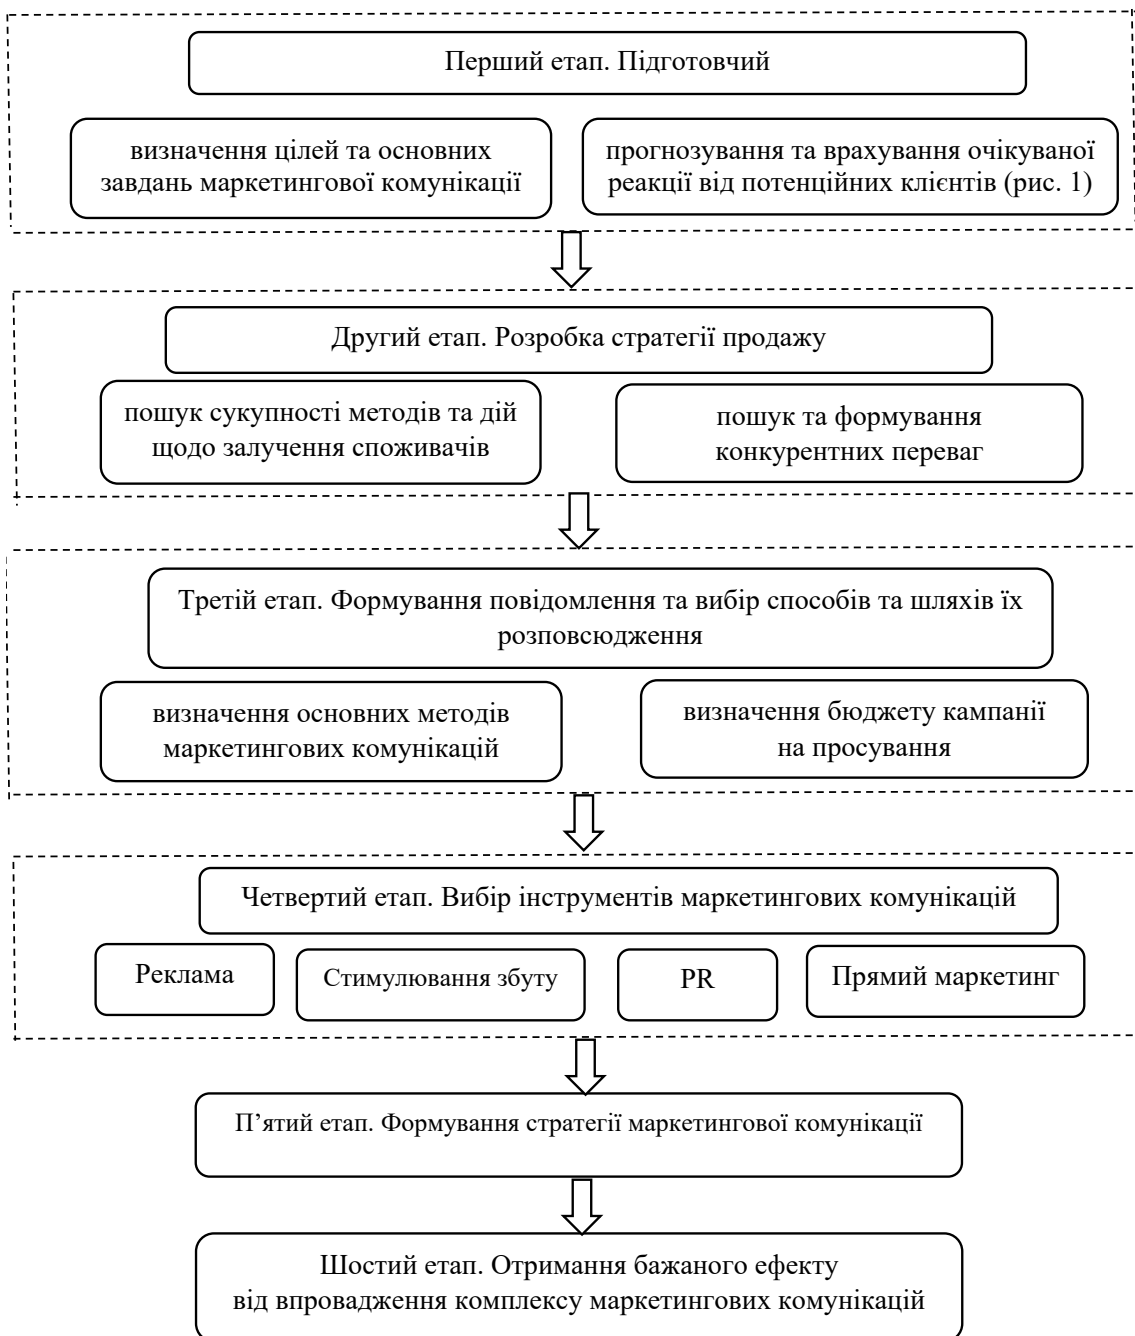 Перший етап. Підготовчий
визначення цілей та основних
завдань маркетингової комунікації
прогнозування та врахування очікуваної
реакції від потенційних клієнтів (рис. 1)
Другий етап. Розробка стратегії продажу
пошук сукупності методів та дій
щодо залучення споживачів
пошук та формування
конкурентних переваг
Третій етап. Формування повідомлення та вибір способів та шляхів їх
розповсюдження
визначення основних методів
маркетингових комунікацій
визначення бюджету кампанії
на просування
Четвертий етап. Вибір інструментів маркетингових комунікацій
Реклама
Стимулювання збуту
PR
Прямий маркетинг
П’ятий етап. Формування стратегії маркетингової комунікації
Шостий етап. Отримання бажаного ефекту
від впровадження комплексу маркетингових комунікацій